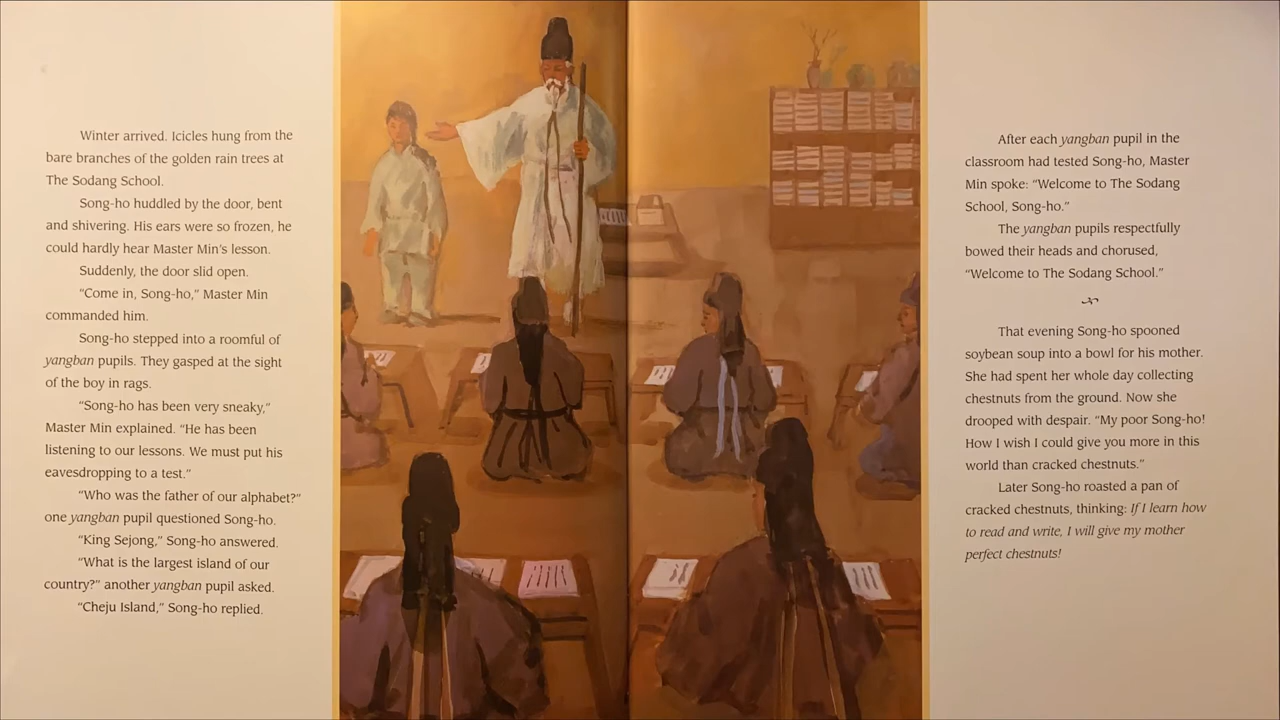 Winter arrived. Icicles hung from the
bare branches of the golden rain trees at
The Sodang School.
Song-ho huddled by the door, bent
and shivering. His ears were so frozen, he
could hardly hear Master Min's lesson.
Suddenly, the door slid open.
"Come in, Song-ho," Master Min
commanded him.
Song-ho stepped into a roomful of
yangban pupils. They gasped at the sight
of the boy in rags.
"Song-ho has been very sneaky,"
Master Min explained. "He has been
listening to our lessons. We must put his
eavesdropping to a test."
"Who was the father of our alphabet?"
one yangban pupil questioned Song-ho.
"King Sejong," Song-ho answered.
"What is the largest island of our
country?" another yangban pupil asked.
"Cheju Island," Song-ho replied.
After each yangban pupil in the
classroom had tested Song-ho, Master
Min spoke: "Welcome to The Sodang
School, Song-ho."
The yangban pupils respectfully
bowed their heads and chorused,
"Welcome to The Sodang School."
That evening Song-ho spooned
soybean soup into a bowl for his mother.
She had spent her whole day collecting
chestnuts from the ground. Now she
drooped with despair. "My poor Song-ho!
How I wish I could give you more in this
world than cracked chestnuts."
Later Song-ho roasted a pan of
cracked chestnuts, thinking: If I learn how
to read and write, I will give my mother
perfect chestnuts!